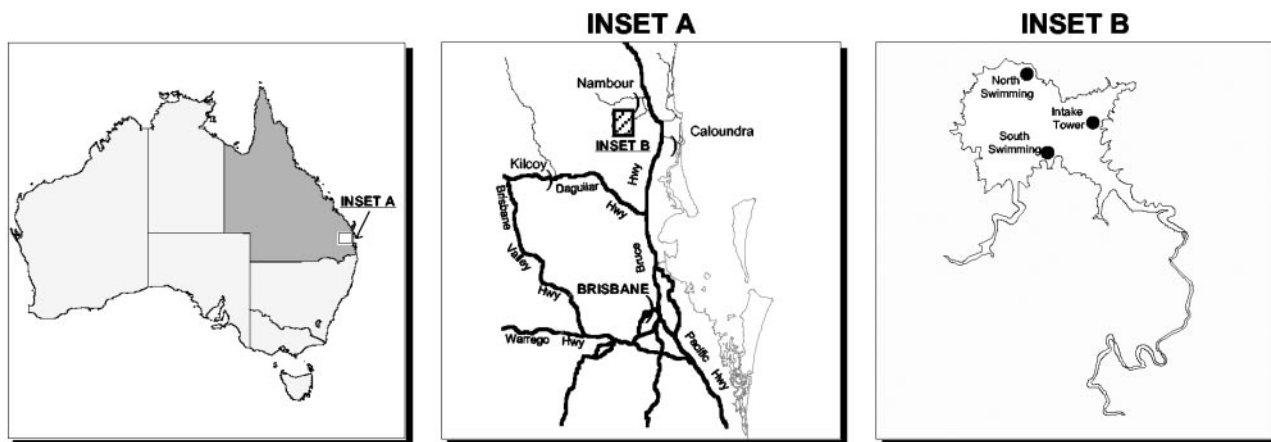 INSET A
INSET B
INSET A
Nambour
INSET B
Caloundra
Kilcoy
Daguilar
Hwy
Hwy
Brisbane
Valley
Hwy
Bruce
BRISBANE
Warrego
Hwy
Pacific
Hwy
North
Swimming
Intake
Tower
South
Swimming